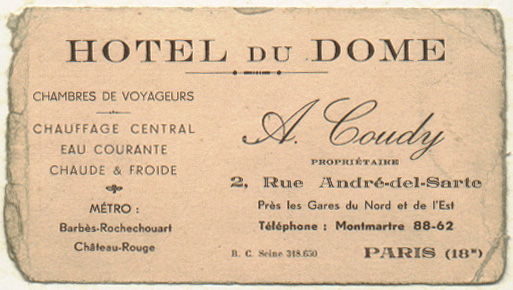 HOTEL DU DOME
CHAMBRES DE VOYAGEURS
CHAUFFAGE CENTRAL
EAU COURANTE
CHAUDE & FROIDE
MÉTRO :
Barbès-Rochechouart
Château-Rouge
A. Coudy
PROPRIÉTAIRE
2, Rue André-del-Sarte
Près les Gares du Nord et de l'Est
Téléphone : Montmartre 88-62
R. C. Seine 318.650
PARIS (18ᵉ)